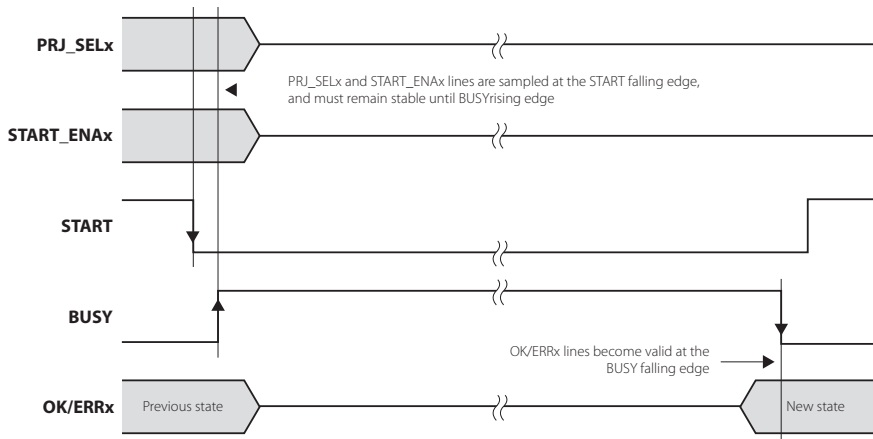 PRJ_SELx
PRJ_SELx and START_ENAx lines are sampled at the START falling edge,
and must remain stable until BUSYrising edge
START_ENAx
START
BUSY
OK/ERRx lines become valid at the
BUSY falling edge
OK/ERRx
Previous state
New state